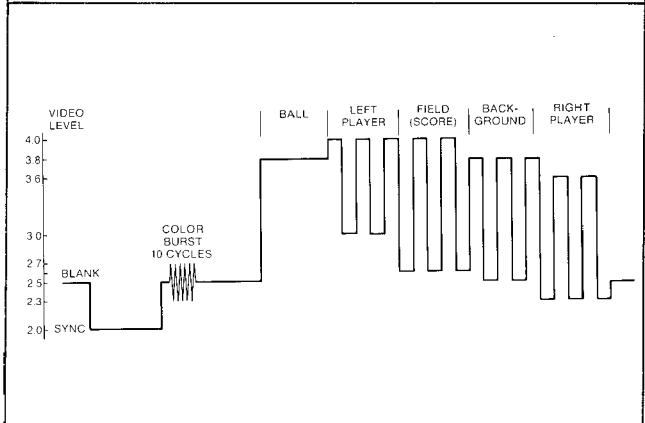 VIDEO
LEVEL
4.0
3.8
3.6
3.0
2.7
2.5
2.3
2.0
BLANK
SYNC
COLOR
BURST
10 CYCLES
BALL
LEFT
PLAYER
FIELD
(SCORE)
BACK-
GROUND
RIGHT
PLAYER